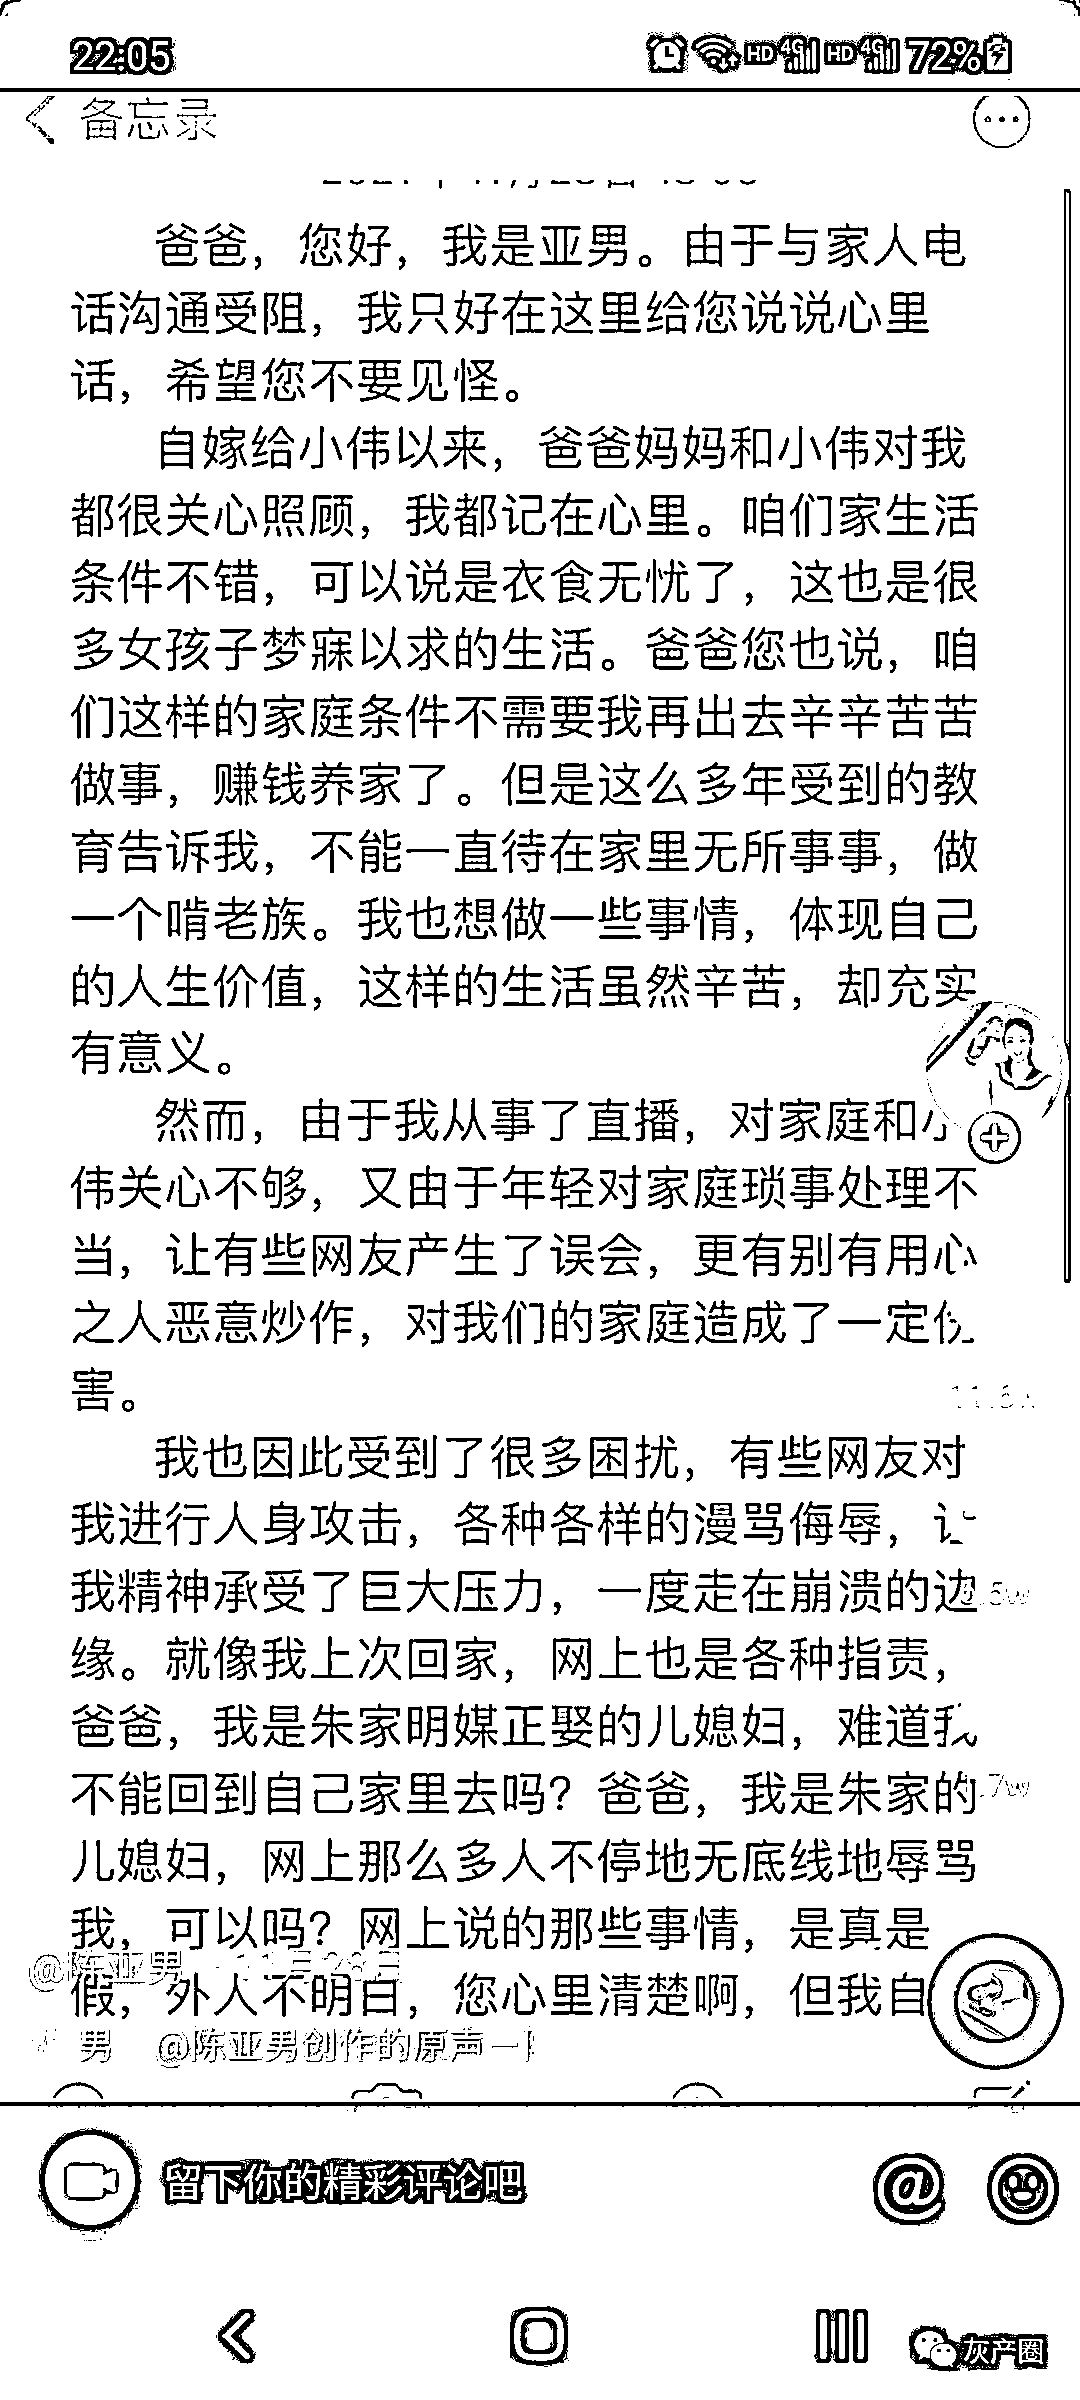 22:05
HD 4G HD 4G 72%
备忘录
爸爸，您好，我是亚男。由于与家人电
话沟通受阻，我只好在这里给您说说心里
话，希望您不要见怪。
自嫁给小伟以来，爸爸妈妈和小伟对我
都很关心照顾，我都记在心里。咱们家生活
条件不错，可以说是衣食无忧了，这也是很
多女孩子梦寐以求的生活。爸爸您也说，咱
们这样的家庭条件不需要我再出去辛辛苦苦
做事，赚钱养家了。但是这么多年受到的教
育告诉我，不能一直待在家里无所事事，做
一个啃老族。我也想做一些事情，体现自己
的人生价值，这样的生活虽然辛苦，却充实
有意义。
然而，由于我从事了直播，对家庭和小
伟关心不够，又由于年轻对家庭琐事处理不
当，让有些网友产生了误会，更有别有用心
之人恶意炒作，对我们的家庭造成了一定伤
害。
我也因此受到了很多困扰，有些网友对
我进行人身攻击，各种各样的漫骂侮辱，让
我精神承受了巨大压力，一度走在崩溃的边
缘。就像我上次回家，网上也是各种指责，
爸爸，我是朱家明媒正娶的儿媳妇，难道我
不能回到自己家里去吗？爸爸，我是朱家的
儿媳妇，网上那么多人不停地无底线地辱骂
我，可以吗？网上说的那些事情，是真是
@陈亚男
假，外人不明白，您心里清楚啊，但我自
男 @陈亚男创作的原声一
留下你的精彩评论吧
灰产圈